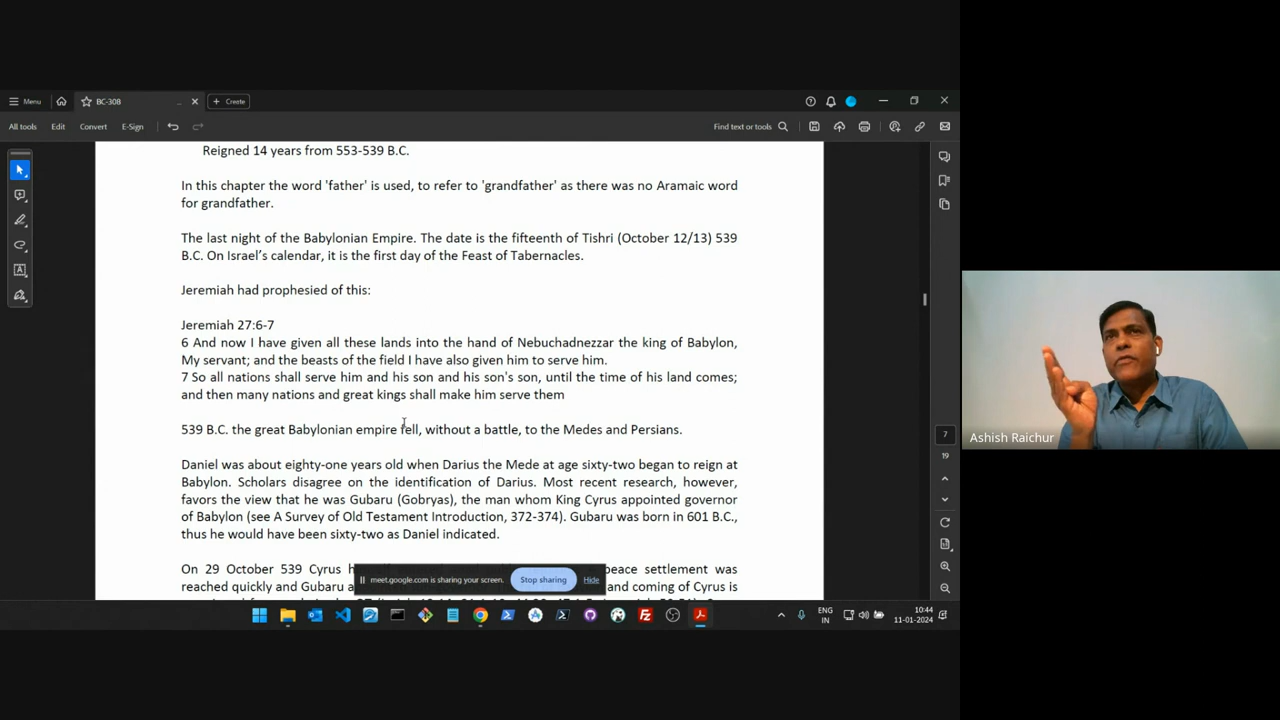 Menu
BC-308
...
Create
All tools
Edit
Convert
E-Sign
Find text or tools
Reigned 14 years from 553-539 B.C.
In this chapter the word 'father' is used, to refer to 'grandfather' as there was no Aramaic word
for grandfather.
The last night of the Babylonian Empire. The date is the fifteenth of Tishri (October 12/13) 539
B.C. On Israel's calendar, it is the first day of the Feast of Tabernacles.
Jeremiah had prophesied of this:
Jeremiah 27:6-7
6 And now I have given all these lands into the hand of Nebuchadnezzar the king of Babylon,
My servant; and the beasts of the field I have also given him to serve him.
7 So all nations shall serve him and his son and his son's son, until the time of his land comes;
and then many nations and great kings shall make him serve them
539 B.C. the great Babylonian empire fell, without a battle, to the Medes and Persians.
Daniel was about eighty-one years old when Darius the Mede at age sixty-two began to reign at
Babylon. Scholars disagree on the identification of Darius. Most recent research, however,
favors the view that he was Gubaru (Gobryas), the man whom King Cyrus appointed governor
of Babylon (see A Survey of Old Testament Introduction, 372-374). Gubaru was born in 601 B.C.,
thus he would have been sixty-two as Daniel indicated.
On 29 October 539 Cyrus peace settlement was
reached quickly and Gubaru and coming of Cyrus is
meet.google.com is sharing your screen.
Stop sharing
Hide
7
19
ENG
IN
10:44
11-01-2024
Ashish Raichur